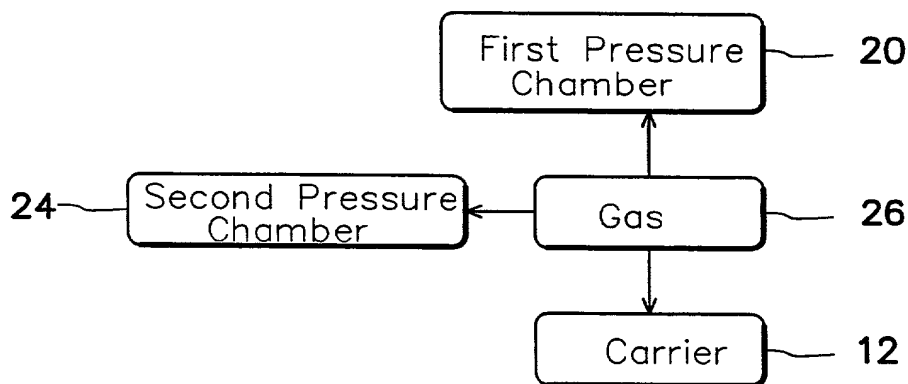 First Pressure
Chamber
20
24
Second Pressure
Chamber
Gas
26
Carrier
12